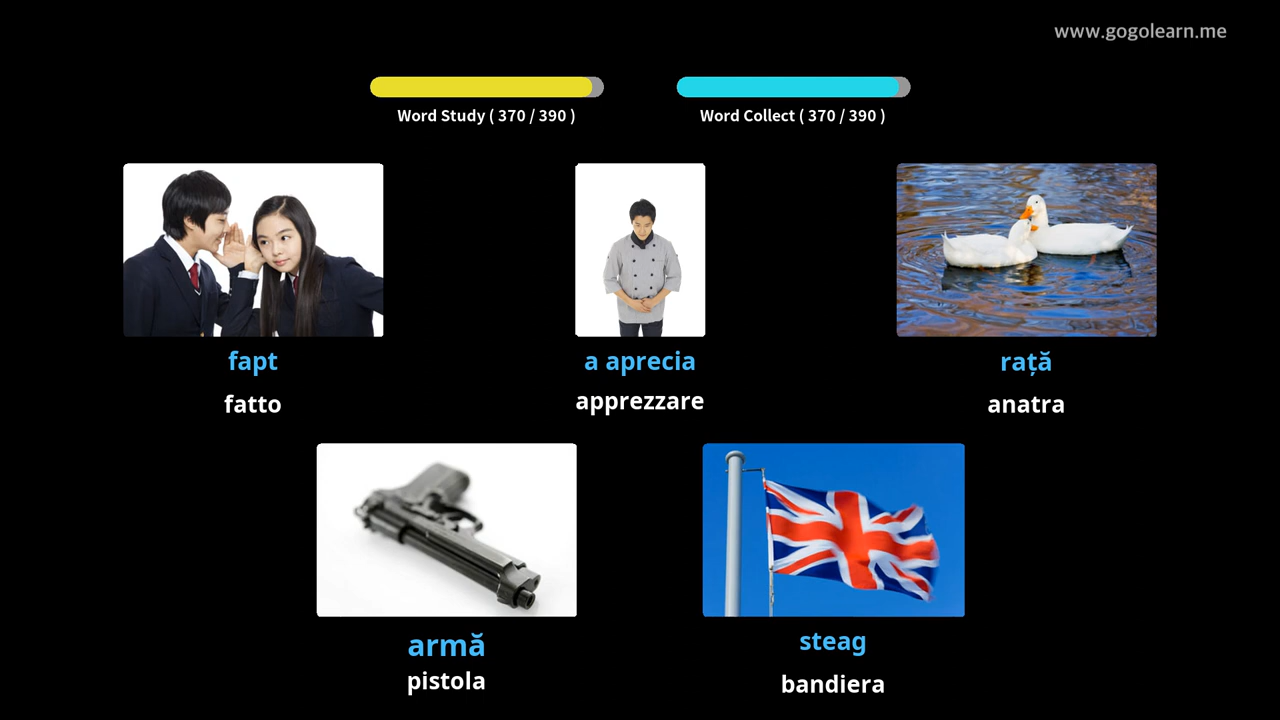 www.gogolearn.me
Word Study ( 370 / 390 )
Word Collect ( 370 / 390 )
fapt
fatto
a aprecia
apprezzare
rață
anatra
armă
pistola
steag
bandiera